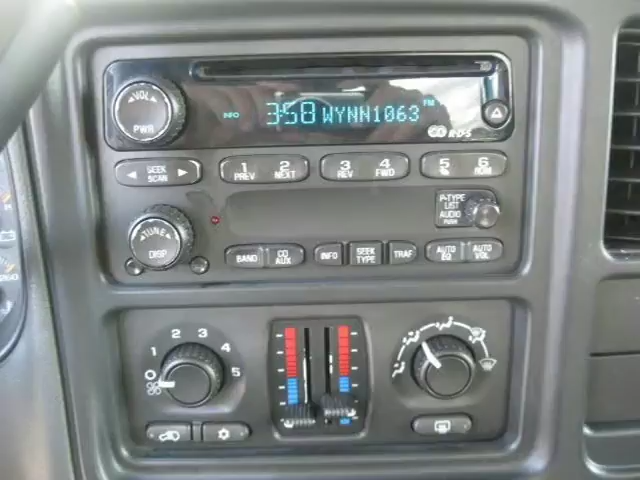 VOL
PWR
INFO 358 WYNN1063 FM
CD R·D·S
SEEK
SCAN
1 2 3 4 5 6
PREV NEXT REV FWD NUM
P-TYPE
LIST
AUDIO
PUSH
TUNE
DISP
BAND CD AUX INFO SEEK TYPE TRAF AUTO EQ AUTO VOL
O 1 2 3 4 5